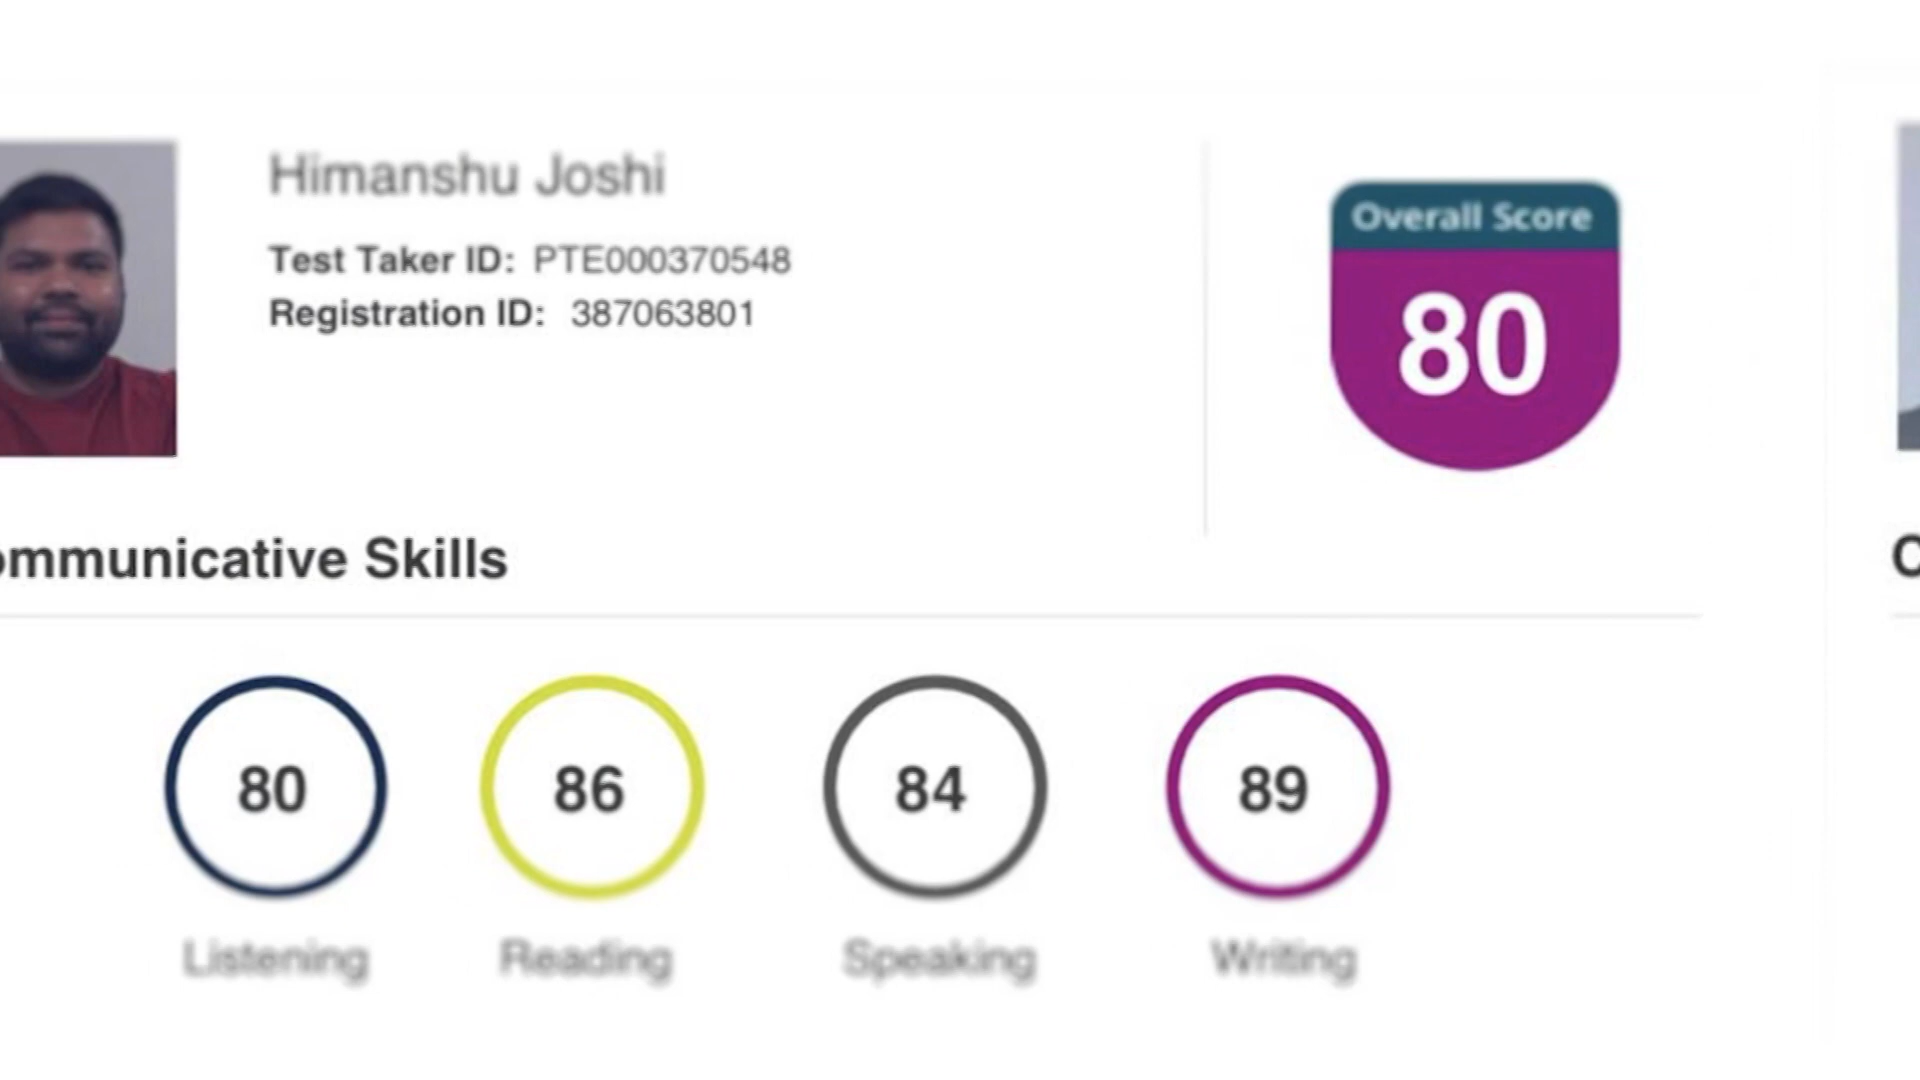 Himanshu Joshi
Test Taker ID: PTE000370548
Registration ID: 387063801
Overall Score
80
ommunicative Skills
C
80
86
84
89
Listening
Reading
Speaking
Writing